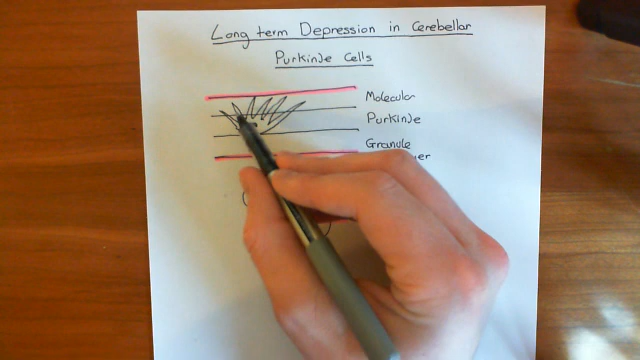 Long term Depression in Cerebellar
Purkinje Cells
Molecular
Purkinje
Granule